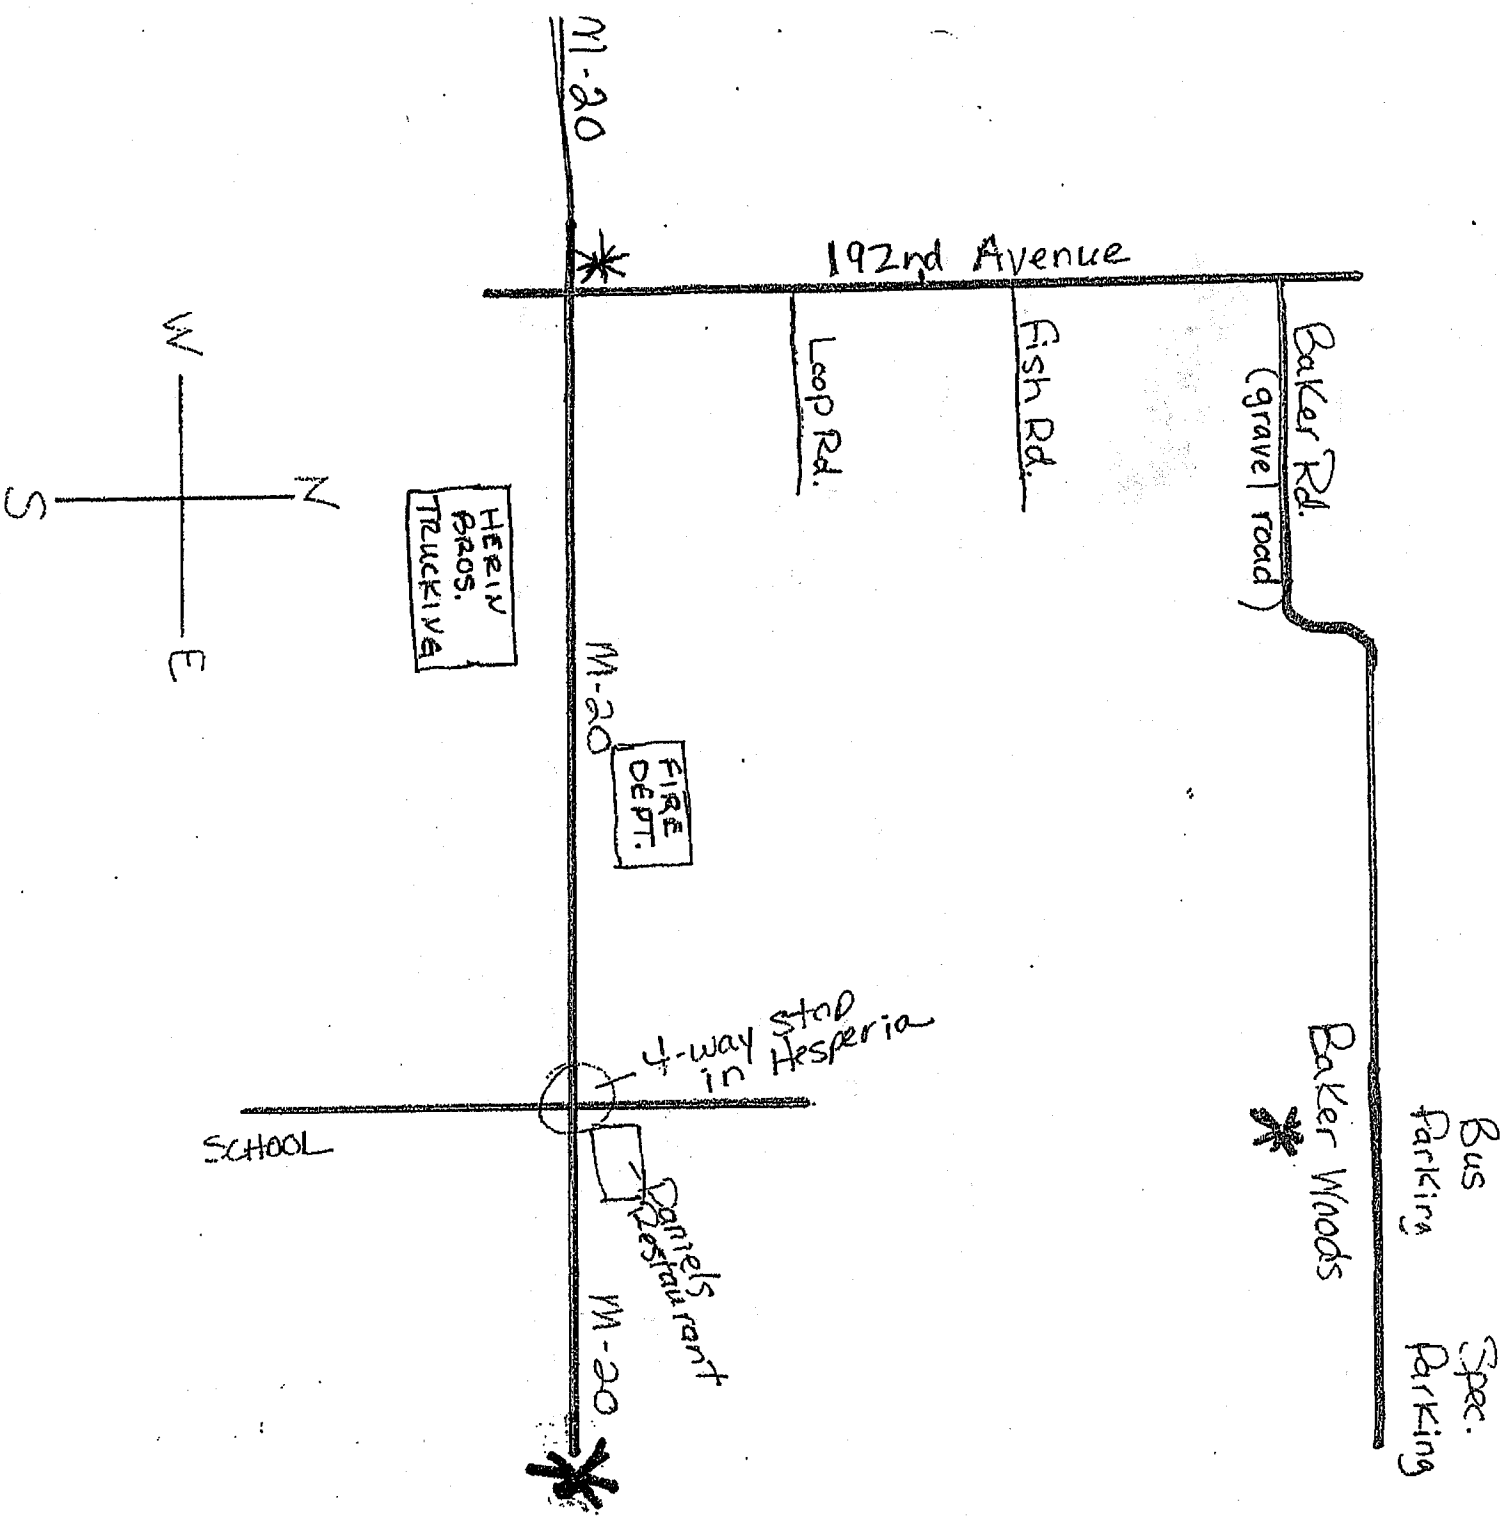 M-20
192nd Avenue
Baker Rd.
(gravel road)
Fish Rd.
Loop Rd.
W
N
S
E
HERIN
BROS.
TRUCKING
M-20
FIRE
DEPT.
4-way stop
in Hesperia
SCHOOL
Daniels
Restaurant
M-20
Baker Woods
Bus
Parking
Spec.
Parking